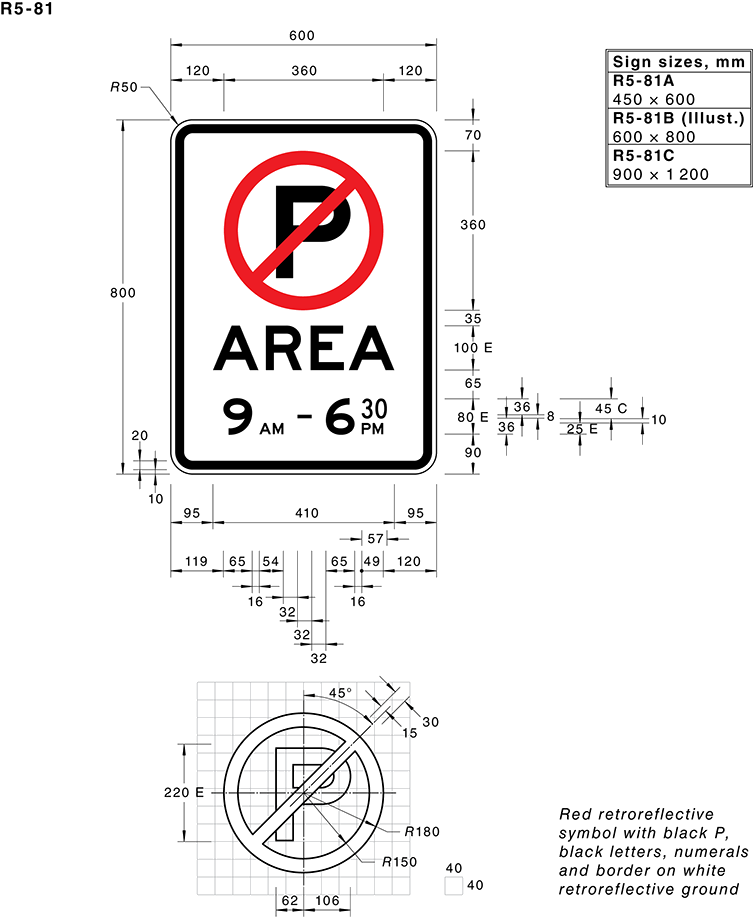 R5-81
600
120 360 120
R50
Sign sizes, mm
R5-81A
450 × 600
R5-81B (Illust.)
600 × 800
R5-81C
900 × 1 200
70
P
360
800
35
AREA
100 E
65
9 AM – 6 30 PM
80 E
36
36
8
45 C
25 E
10
90
20
10
95 410 95
57
119 65 54 65 49 120
16 16
32
32
32
45°
30
15
P
220 E
R180
R150
62 106
40
40
Red retroreflective
symbol with black P,
black letters, numerals
and border on white
retroreflective ground